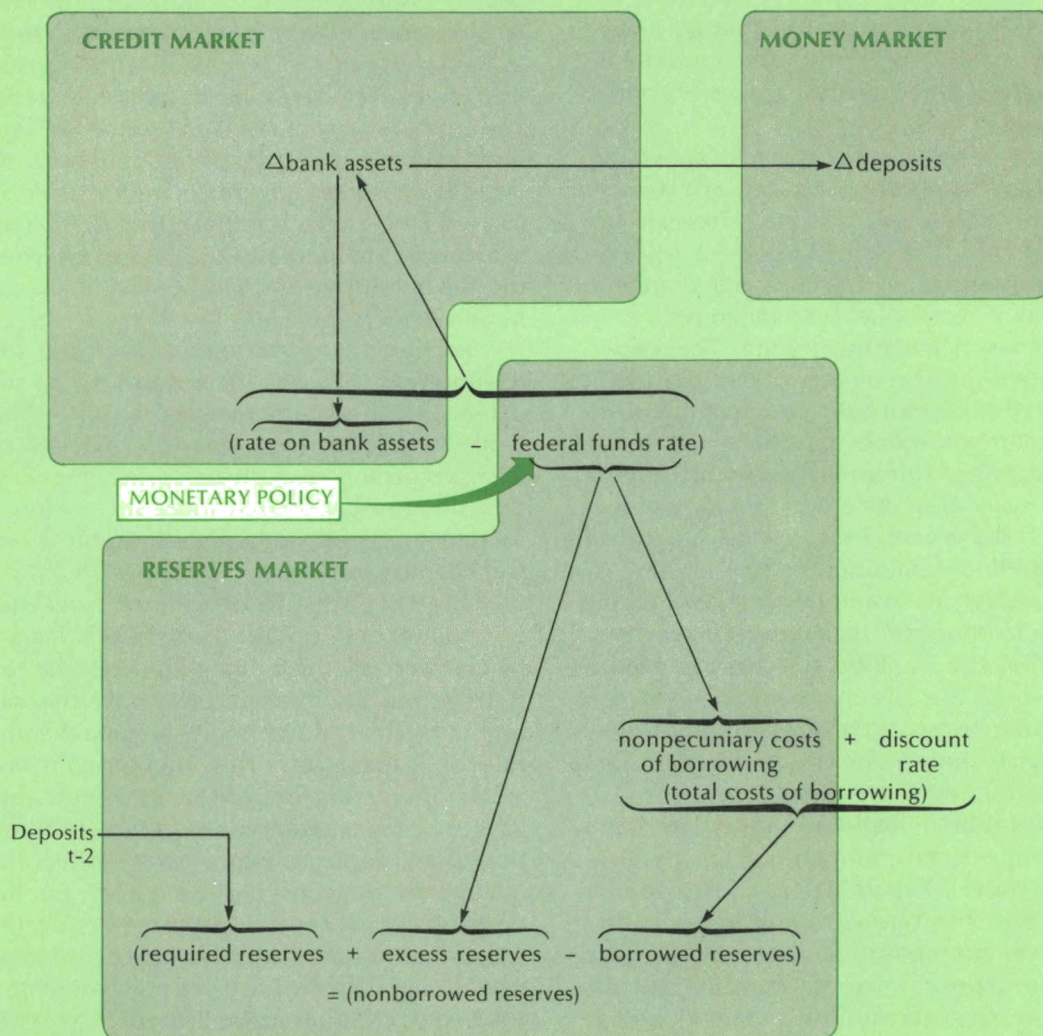 CREDIT MARKET
MONEY MARKET
△bank assets
△deposits
(rate on bank assets – federal funds rate)
MONETARY POLICY
RESERVES MARKET
nonpecuniary costs + discount
of borrowing rate
(total costs of borrowing)
Deposits
t-2
(required reserves + excess reserves – borrowed reserves)
= (nonborrowed reserves)